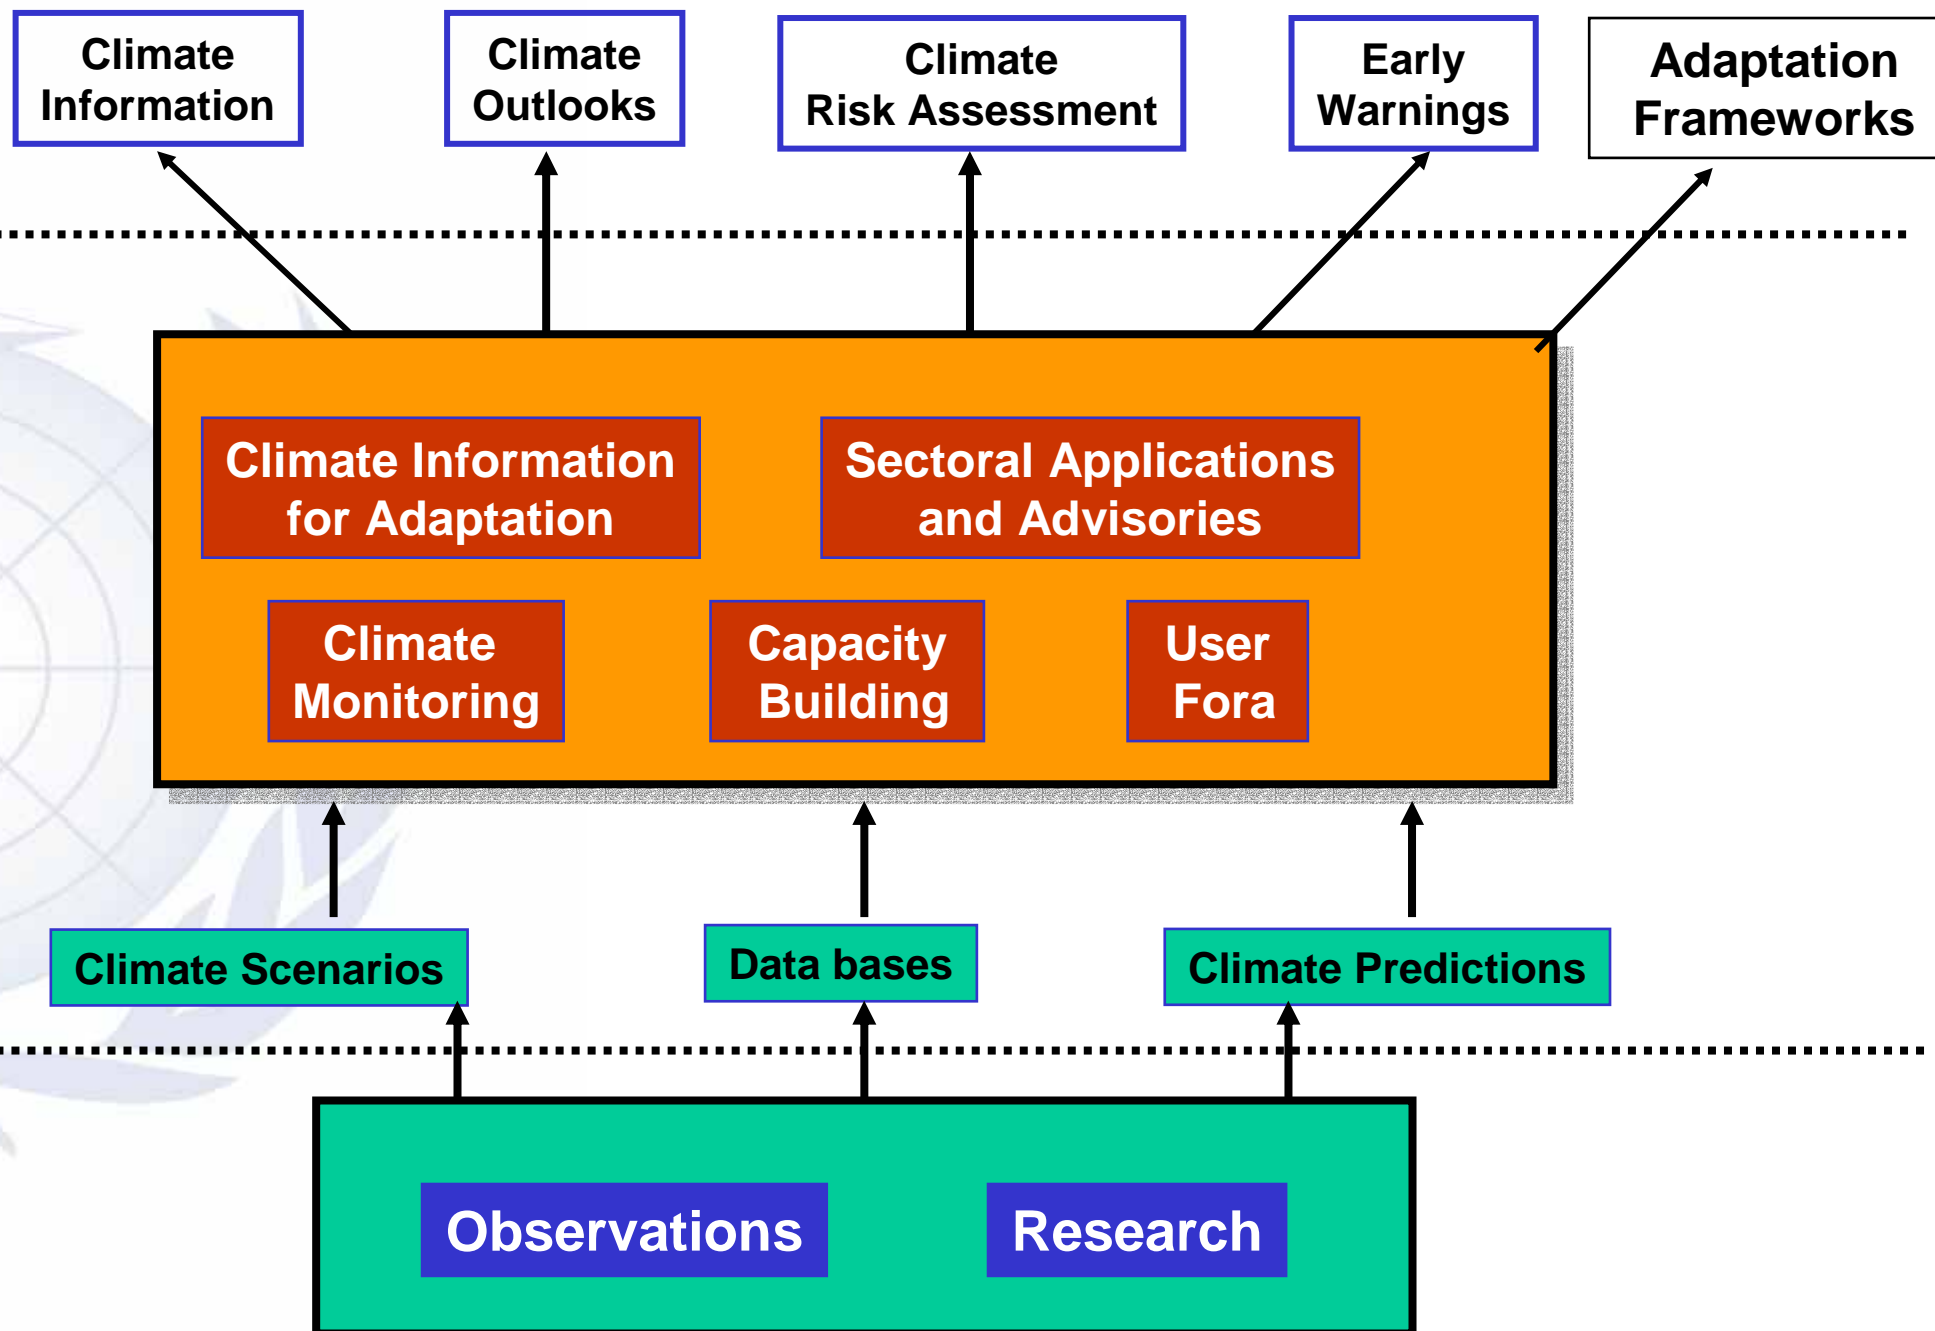 Climate
Information
Climate
Outlooks
Climate
Risk Assessment
Early
Warnings
Adaptation
Frameworks
Climate Information
for Adaptation
Sectoral Applications
and Advisories
Climate
Monitoring
Capacity
Building
User
Fora
Climate Scenarios
Data bases
Climate Predictions
Observations
Research